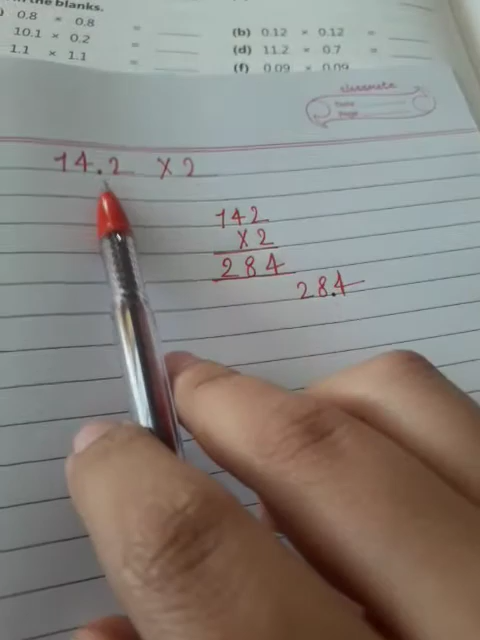 in the blanks.
0.8 × 0.8 =
(b) 0.12 × 0.12 =
10.1 × 0.2 =
(d) 11.2 × 0.7 =
1.1 × 1.1 =
(f) 0.09 × 0.09
classmate
Date
Page
14.2 × 2
142
×2
284
28.4